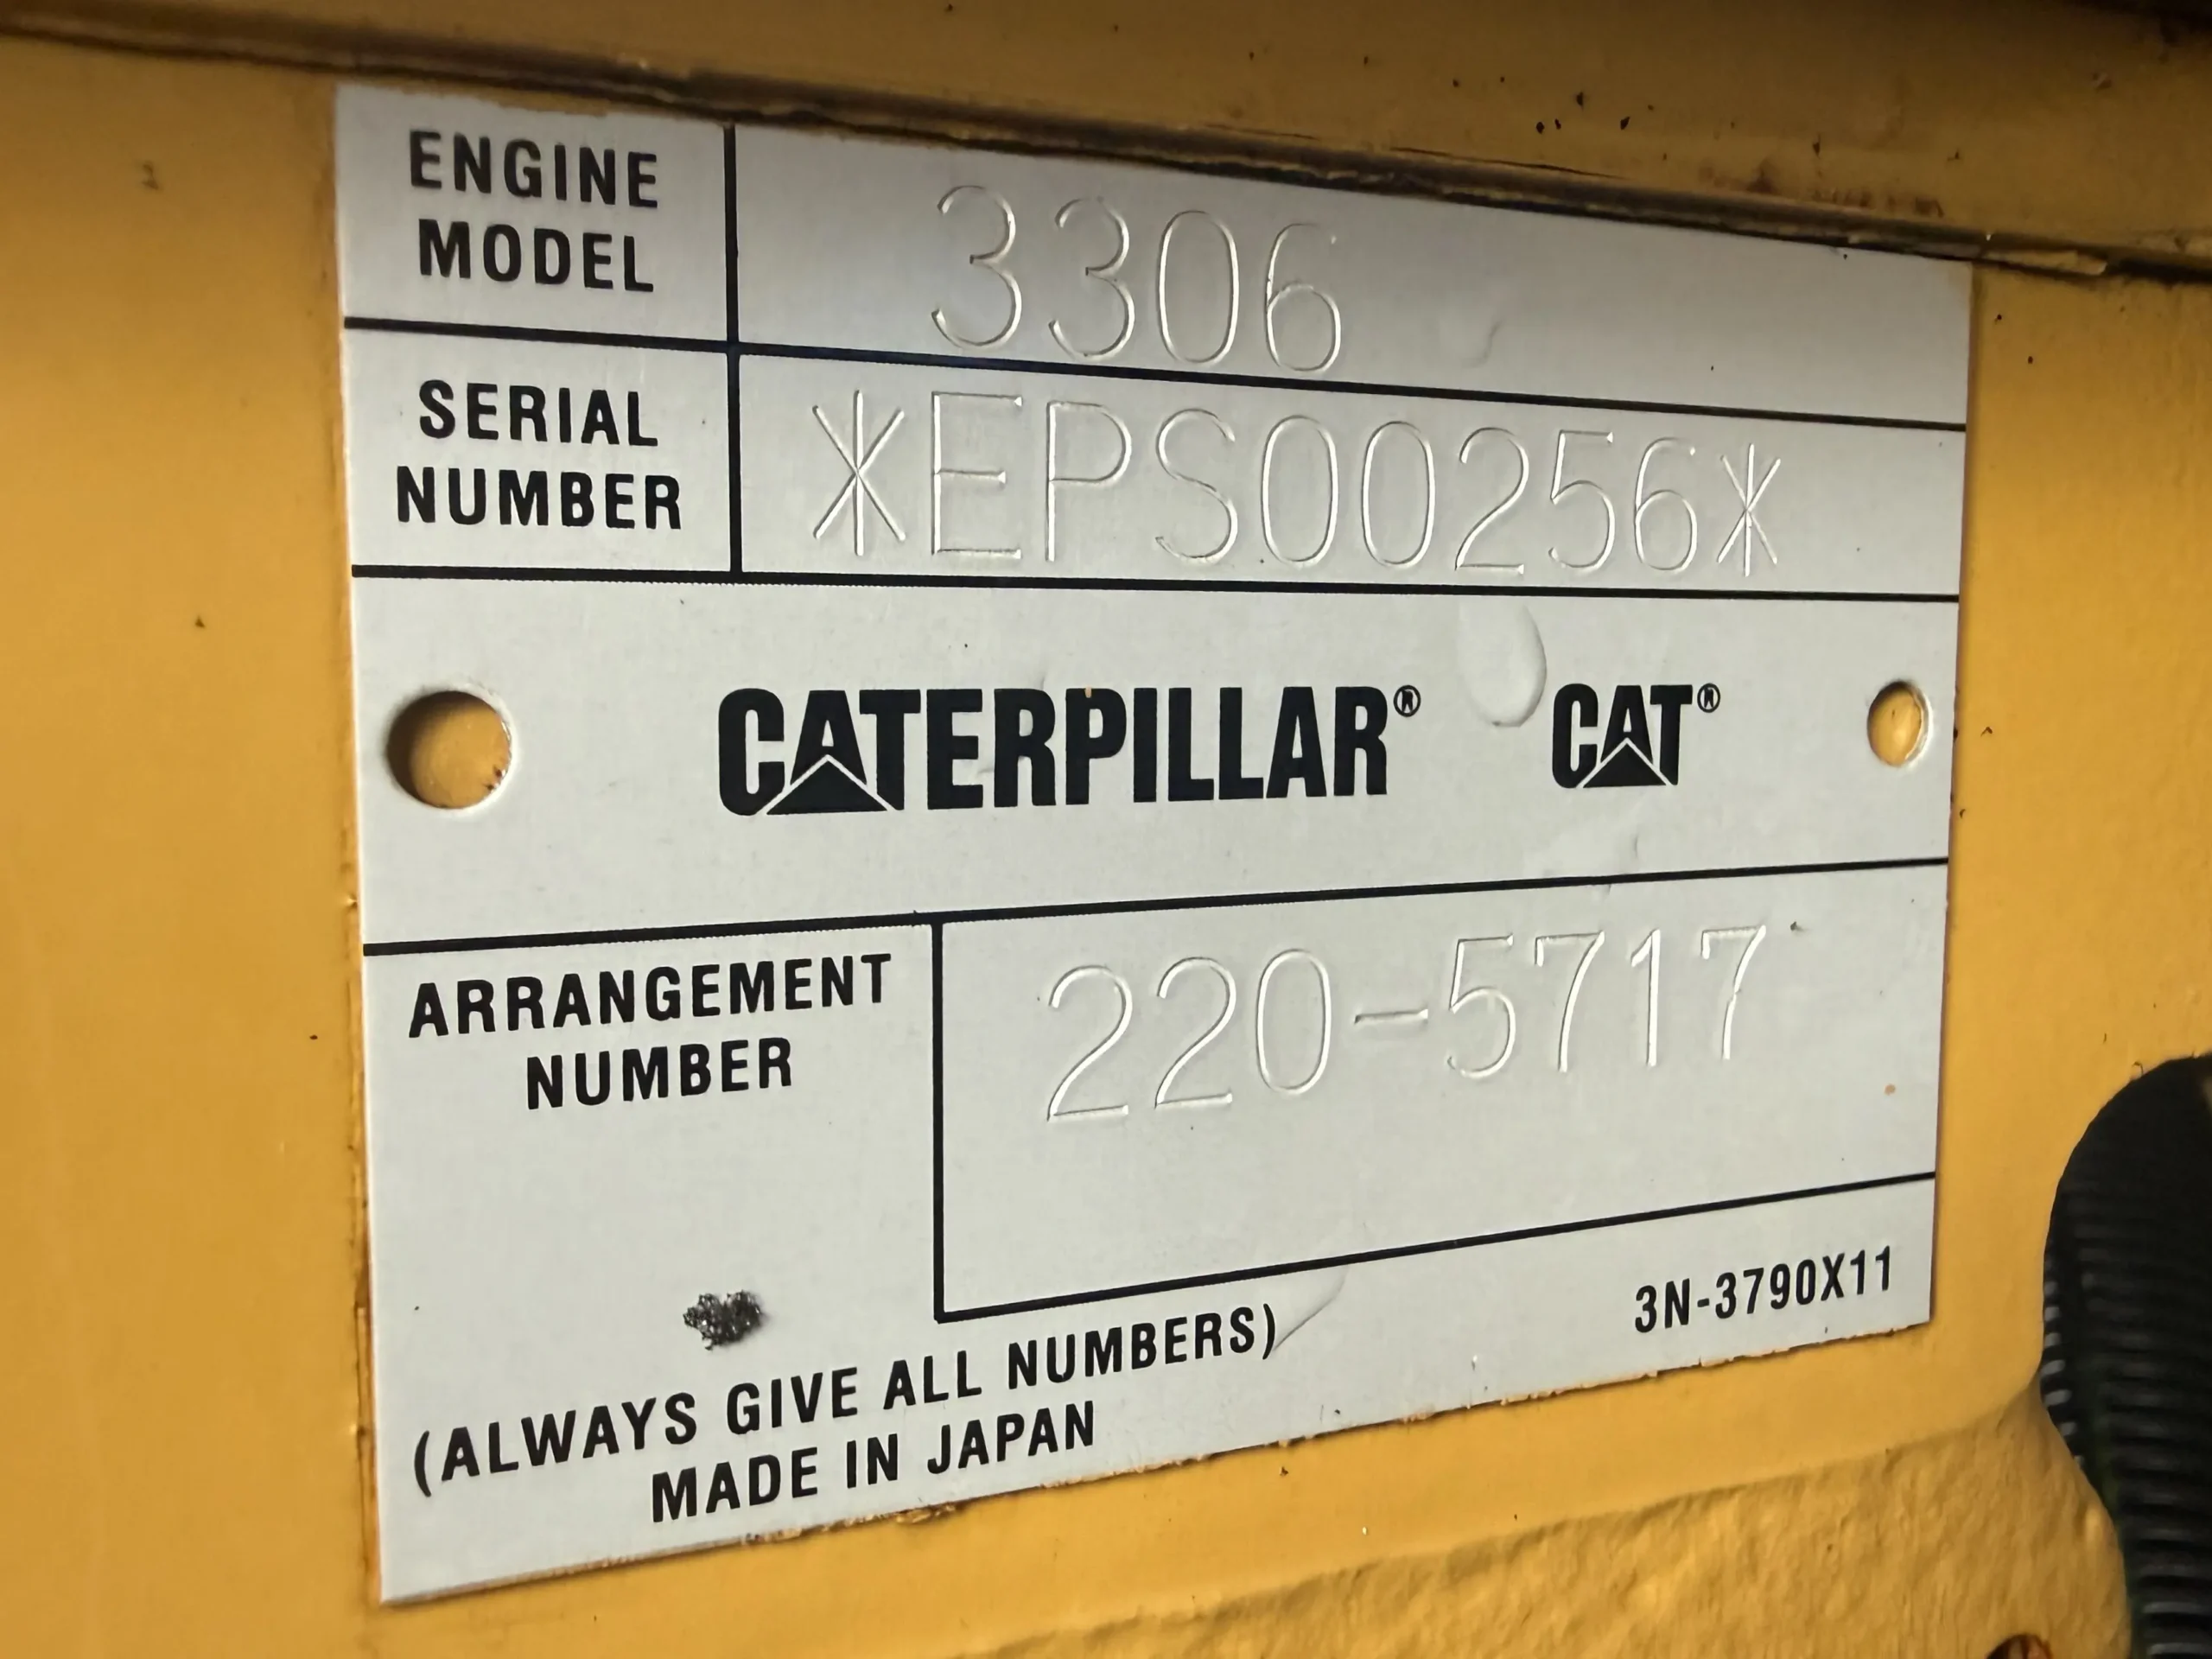 ENGINE
MODEL
3306
SERIAL
NUMBER
*EPS00256*
CATERPILLAR® CAT®
ARRANGEMENT
NUMBER
220-5717
(ALWAYS GIVE ALL NUMBERS)
3N-3790X11
MADE IN JAPAN